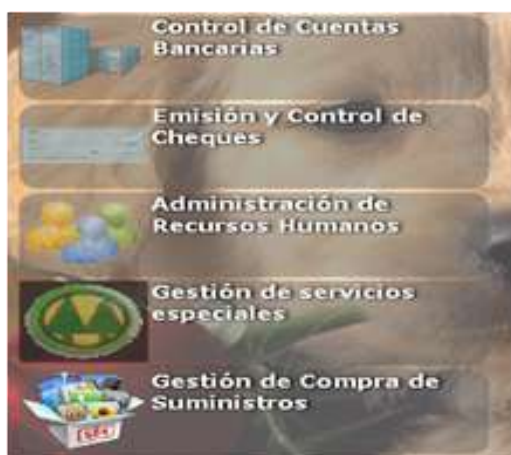 Control de Cuentas
Bancarias
Emisión y Control de
Cheques
Administración de
Recursos Humanos
Gestión de servicios
especiales
Gestión de Compra de
Suministros